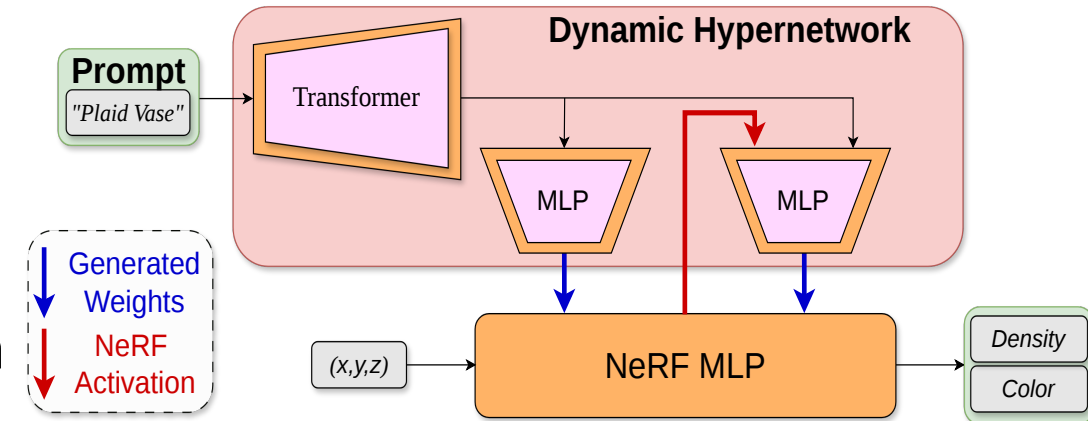 Dynamic Hypernetwork
Prompt
"Plaid Vase"
Transformer
MLP
MLP
Generated
Weights
NeRF
Activation
(x,y,z)
NeRF MLP
Density
Color